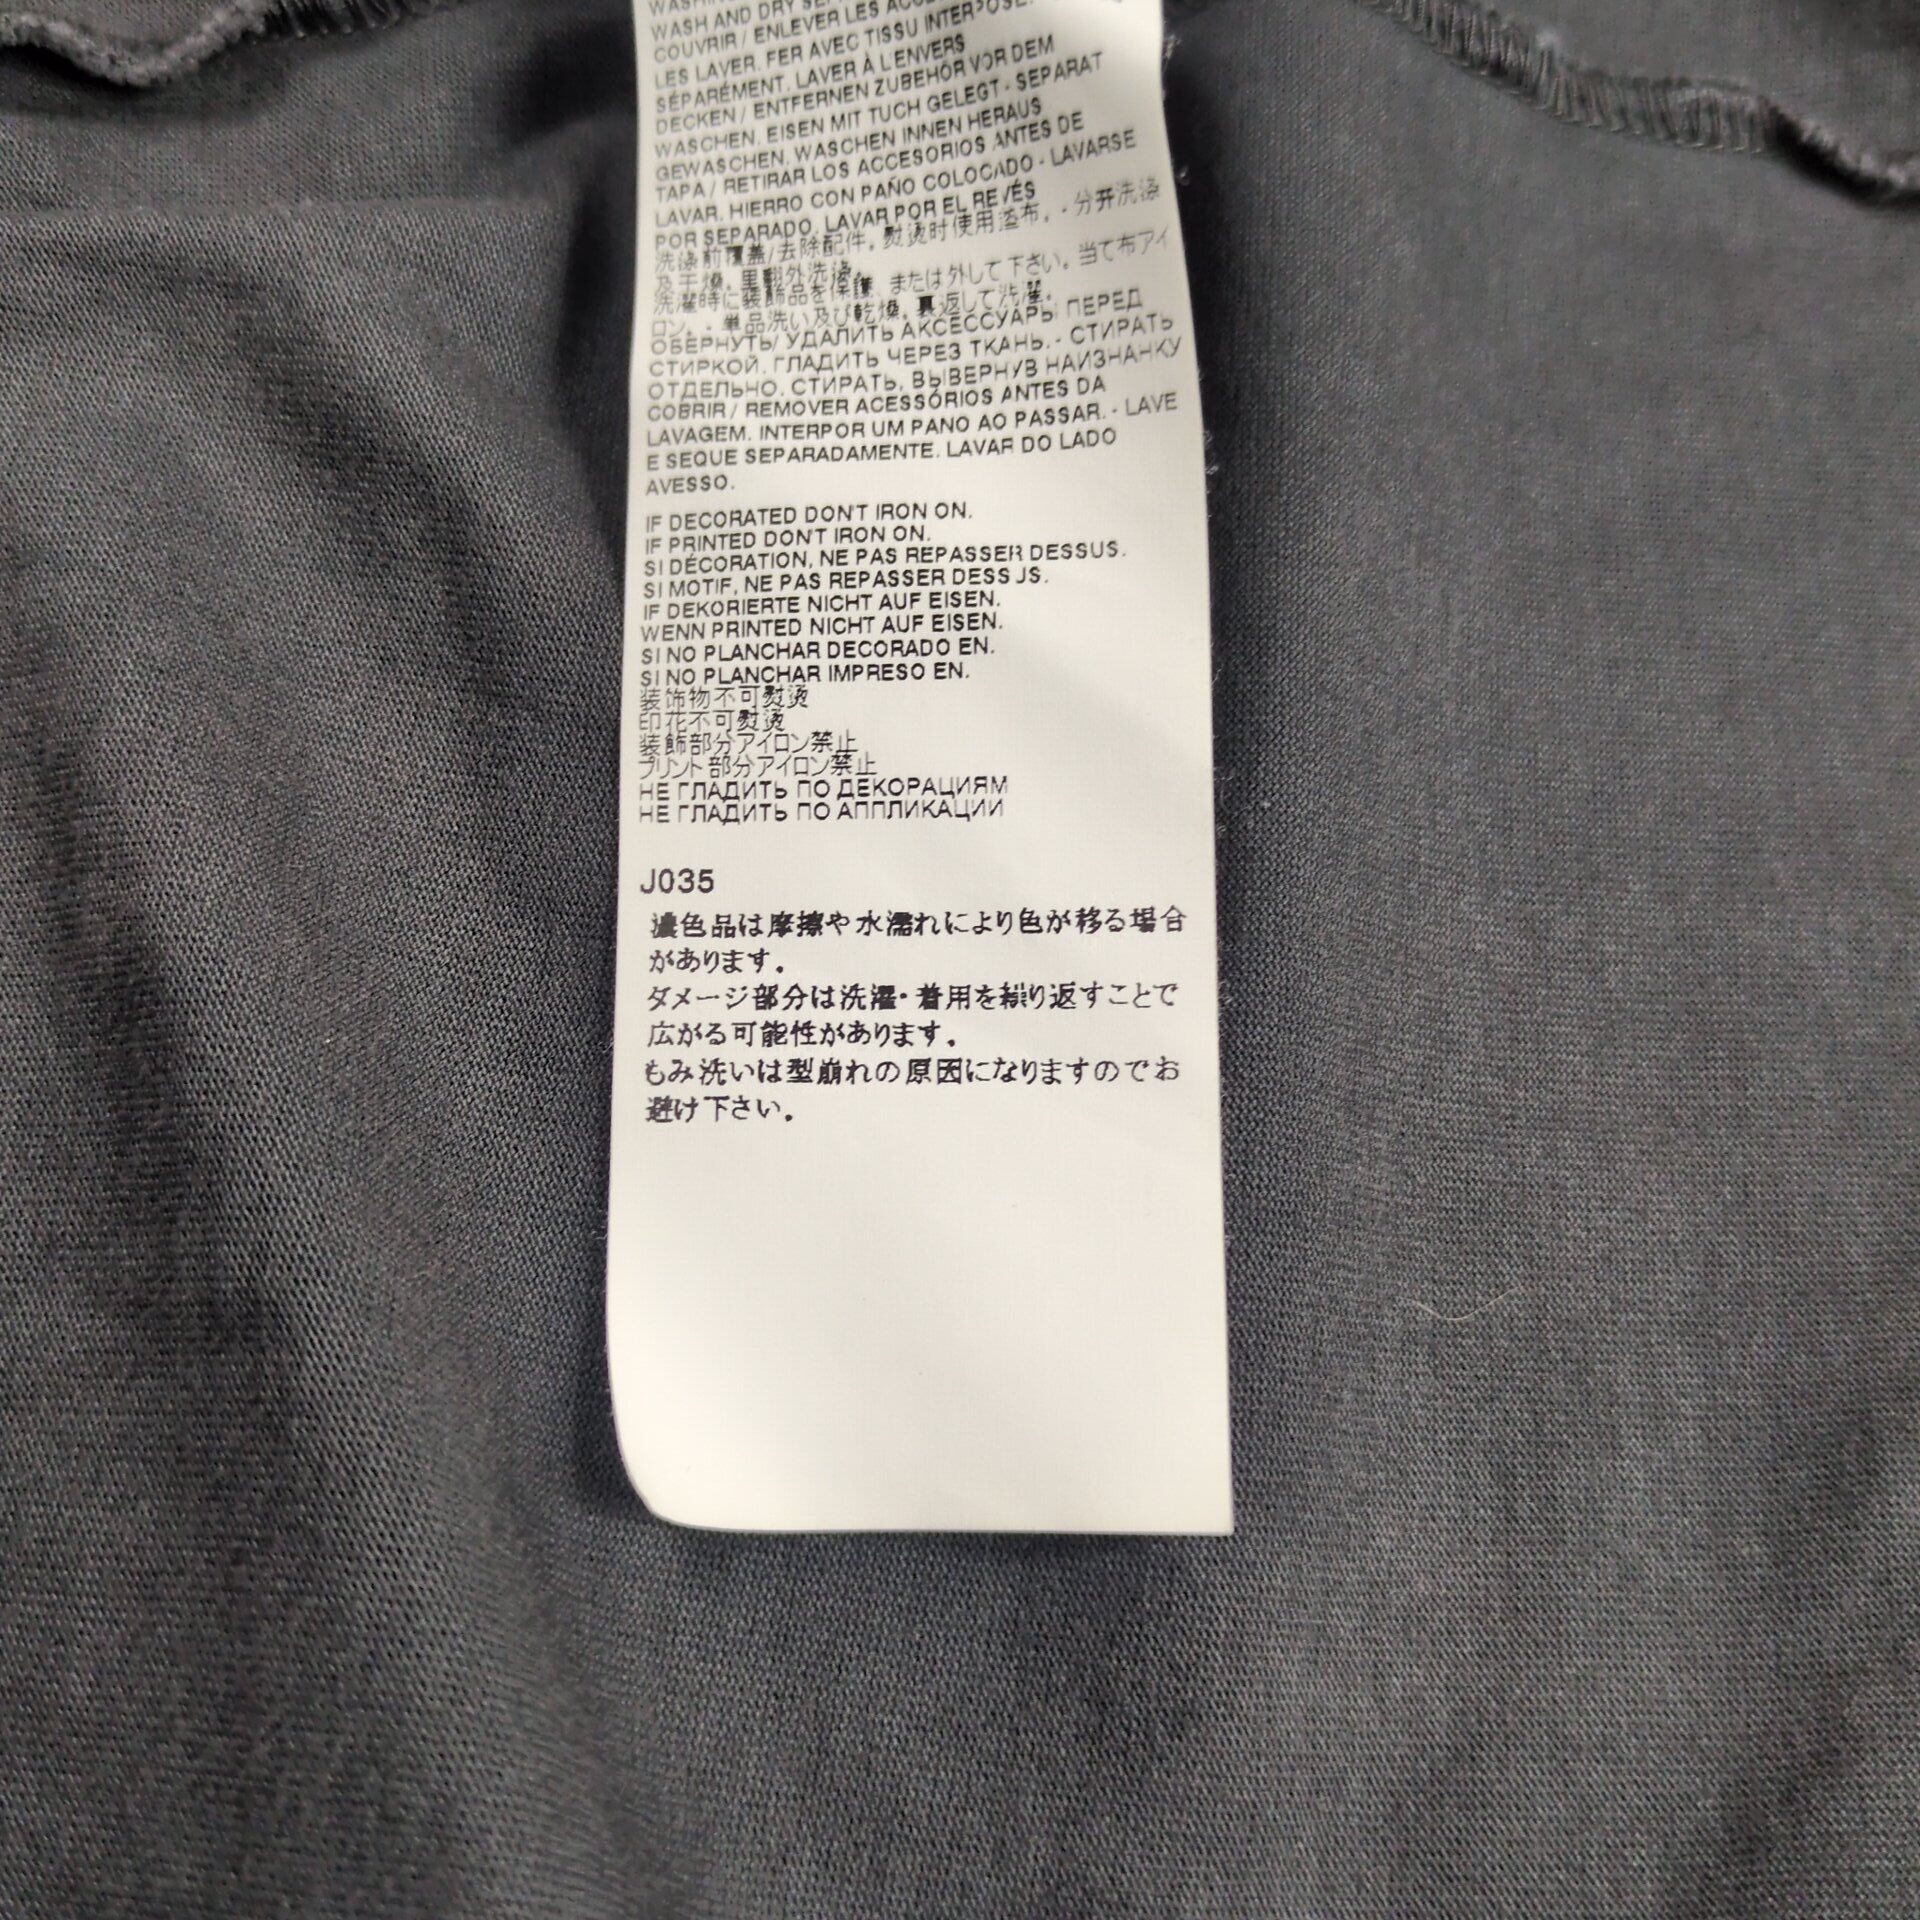 WASH AND DRY
COUVRIR / ENLEVER LES
LES LAVER. FER AVEC TISSU INTERPOSÉ.
SÉPARÉMENT. LAVER À L'ENVERS
DECKEN / ENTFERNEN ZUBEHÖR VOR DEM
WASCHEN. EISEN MIT TUCH GELEGT - SEPARAT
GEWASCHEN. WASCHEN INNEN HERAUS
TAPA / RETIRAR LOS ACCESORIOS ANTES DE
LAVAR. HIERRO CON PAÑO COLOCADO - LAVARSE
POR SEPARADO. LAVAR POR EL REVÉS
洗涤前覆盖/去除配件。熨烫时使用垫布。- 分开洗涤
及干燥。里翻外洗涤。
洗濯時に装飾品を保護、または外して下さい。当て布アイ
ロン。- 単品洗い及び乾燥。裏返して洗濯。
ОБЕРНУТЬ/ УДАЛИТЬ АКСЕССУАРЫ ПЕРЕД
СТИРКОЙ. ГЛАДИТЬ ЧЕРЕЗ ТКАНЬ. - СТИРАТЬ
ОТДЕЛЬНО. СТИРАТЬ, ВЫВЕРНУВ НАИЗНАНКУ
COBRIR / REMOVER ACESSÓRIOS ANTES DA
LAVAGEM. INTERPOR UM PANO AO PASSAR. - LAVE
E SEQUE SEPARADAMENTE. LAVAR DO LADO
AVESSO.
IF DECORATED DON'T IRON ON.
IF PRINTED DON'T IRON ON.
SI DÉCORATION, NE PAS REPASSER DESSUS.
SI MOTIF, NE PAS REPASSER DESSUS.
IF DEKORIERTE NICHT AUF EISEN.
WENN PRINTED NICHT AUF EISEN.
SI NO PLANCHAR DECORADO EN.
SI NO PLANCHAR IMPRESO EN.
装饰物不可熨烫
印花不可熨烫
装飾部分アイロン禁止
プリント部分アイロン禁止
НЕ ГЛАДИТЬ ПО ДЕКОРАЦИЯМ
НЕ ГЛАДИТЬ ПО АППЛИКАЦИИ
J035
濃色品は摩擦や水濡れにより色が移る場合
があります。
ダメージ部分は洗濯・着用を繰り返すことで
広がる可能性があります。
もみ洗いは型崩れの原因になりますのでお
避け下さい。